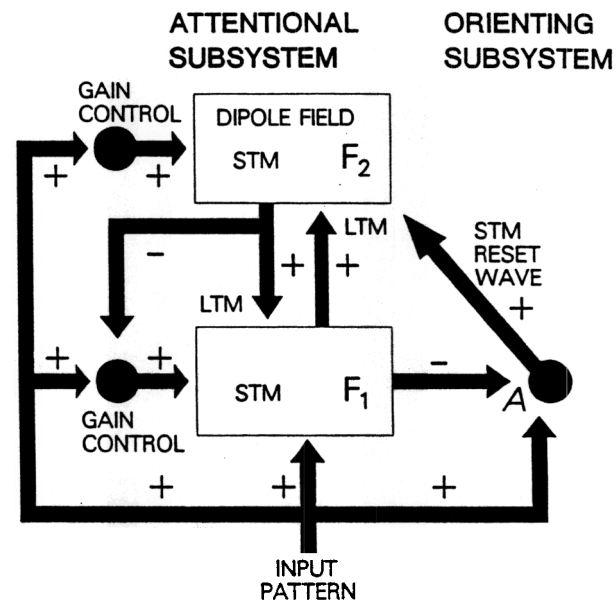 ATTENTIONAL
SUBSYSTEM
ORIENTING
SUBSYSTEM
GAIN
CONTROL
DIPOLE FIELD
STM F₂
+ +
LTM
STM
RESET
WAVE
-
+ +
+
LTM
+ +
-
STM F₁
A
GAIN
CONTROL
+ + +
INPUT
PATTERN